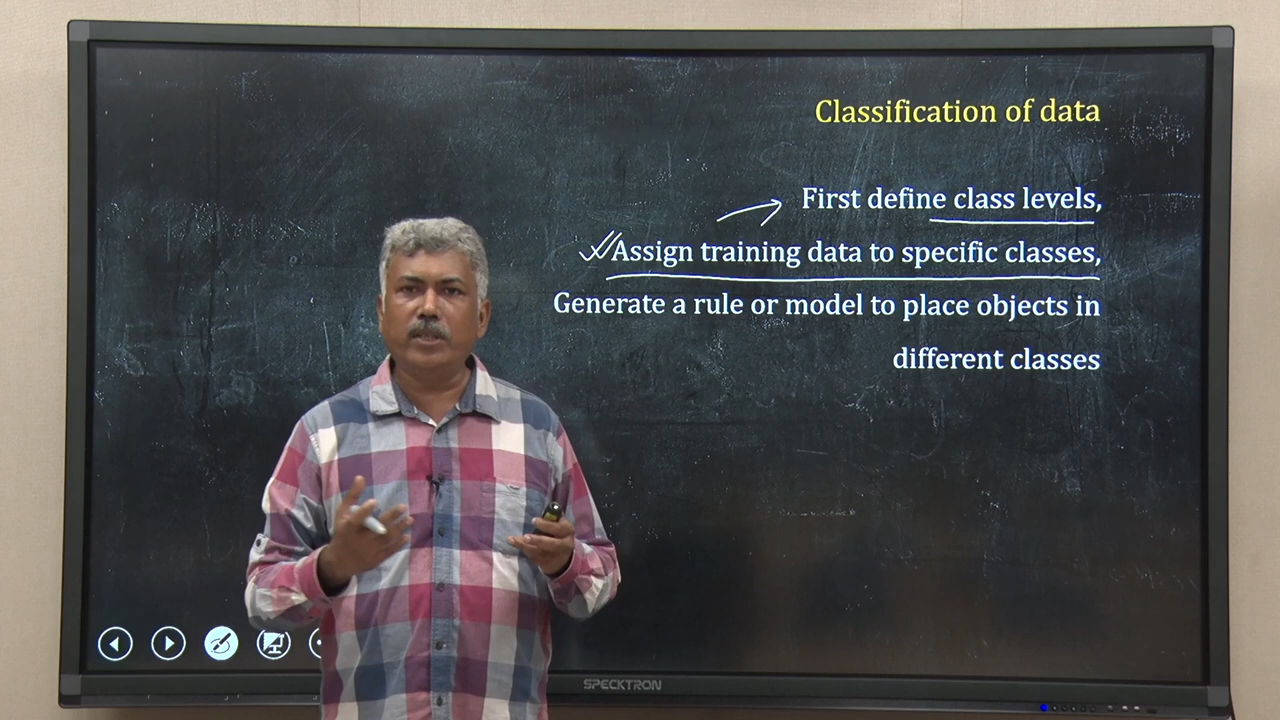 Classification of data
First define class levels,
Assign training data to specific classes,
Generate a rule or model to place objects in
different classes
SPECKTRON